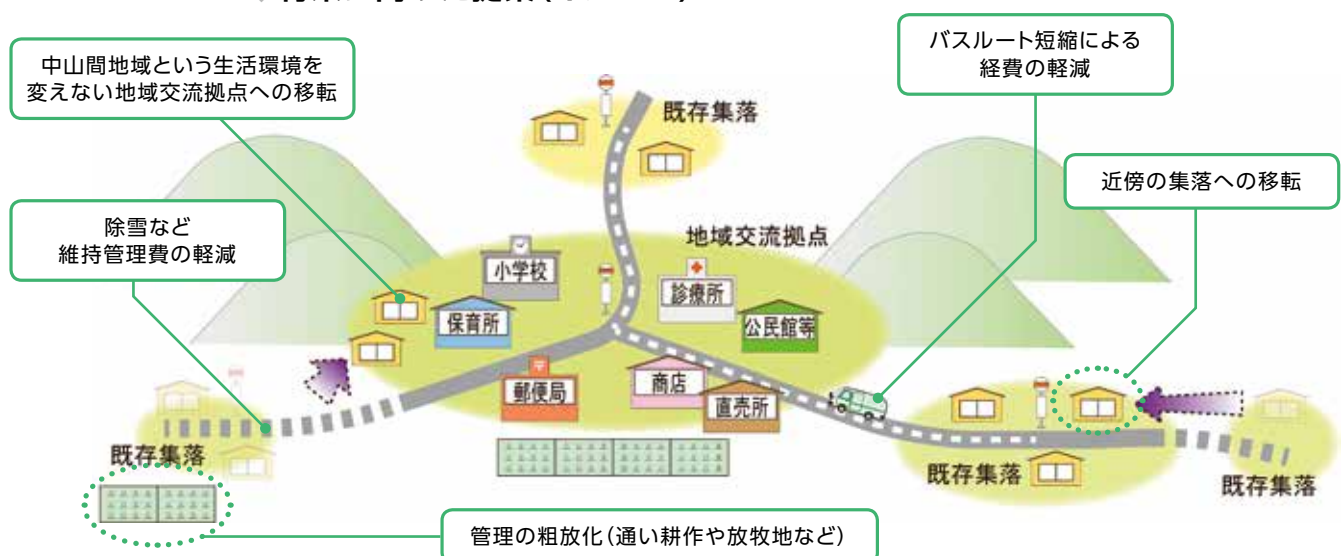 中山間地域という生活環境を
変えない地域交流拠点への移転
バスルート短縮による
経費の軽減
既存集落
近傍の集落への移転
除雪など
維持管理費の軽減
地域交流拠点
小学校
診療所
保育所
公民館等
郵便局
商店
直売所
既存集落
既存集落
既存集落
管理の粗放化(通い耕作や放牧地など)